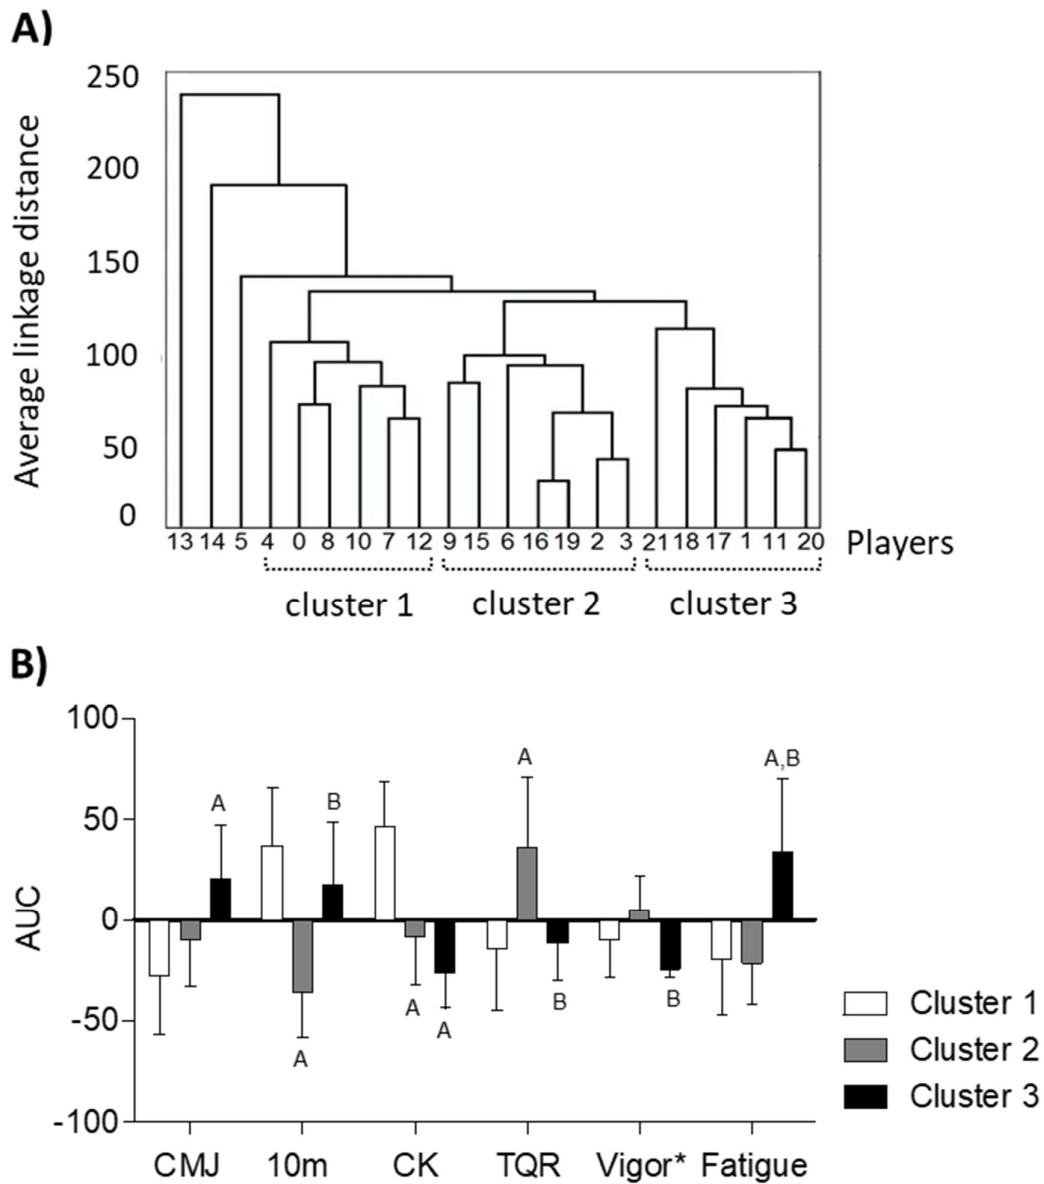 A)
Average linkage distance
250
200
150
100
50
0
13 14 5 4 0 8 10 7 12 9 15 6 16 19 2 3 21 18 17 1 11 20 Players
cluster 1 cluster 2 cluster 3
B)
AUC
100
50
0
-50
-100
A B A A,B
A A A B B
CMJ 10m CK TQR Vigor* Fatigue
Cluster 1
Cluster 2
Cluster 3